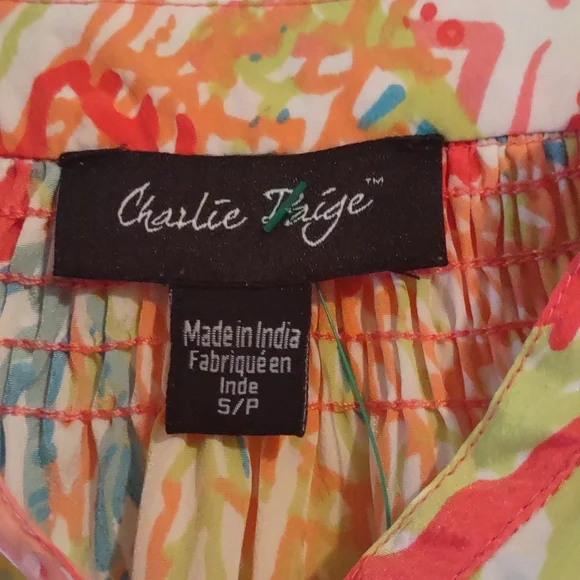 Charlie Paige™
Made in India
Fabriqué en
Inde
S/P